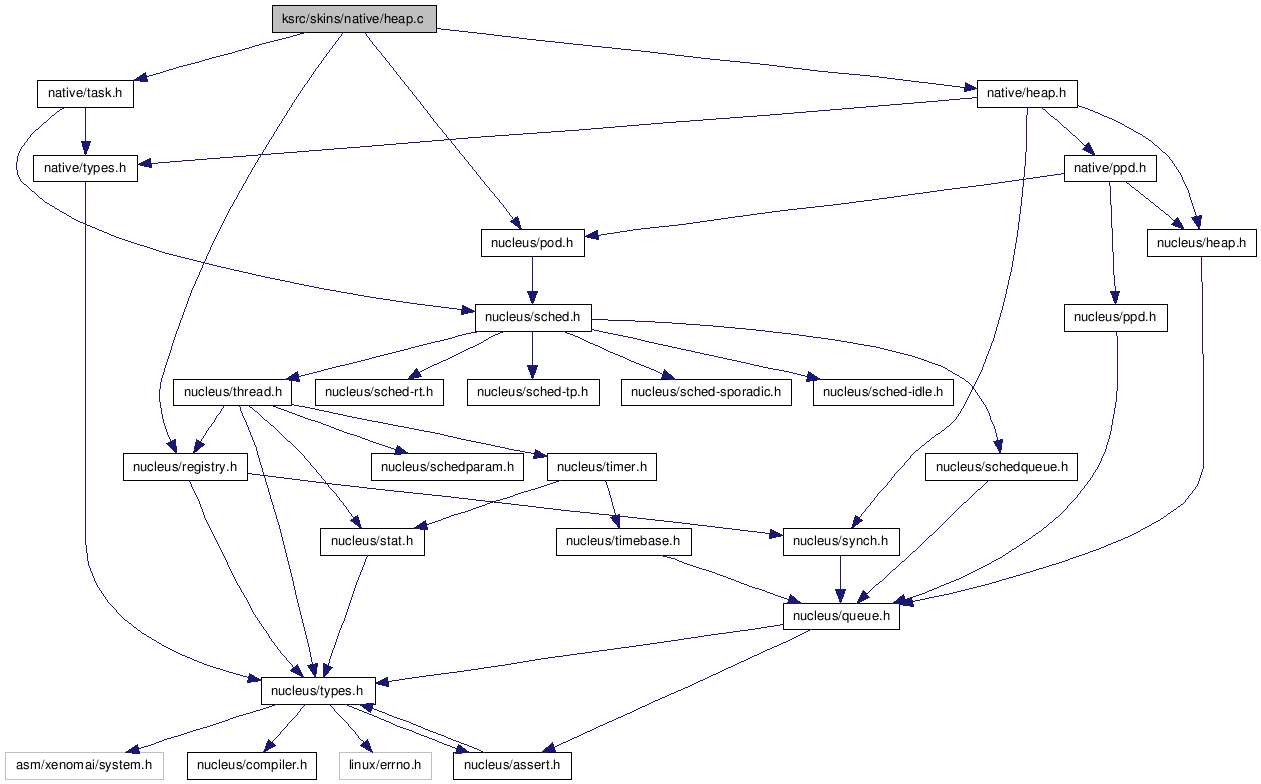 ksrc/skins/native/heap.c
native/task.h
native/heap.h
native/types.h
native/ppd.h
nucleus/pod.h
nucleus/heap.h
nucleus/sched.h
nucleus/ppd.h
nucleus/thread.h
nucleus/sched-rt.h
nucleus/sched-tp.h
nucleus/sched-sporadic.h
nucleus/sched-idle.h
nucleus/registry.h
nucleus/schedparam.h
nucleus/timer.h
nucleus/schedqueue.h
nucleus/stat.h
nucleus/timebase.h
nucleus/synch.h
nucleus/queue.h
nucleus/types.h
asm/xenomai/system.h
nucleus/compiler.h
linux/errno.h
nucleus/assert.h